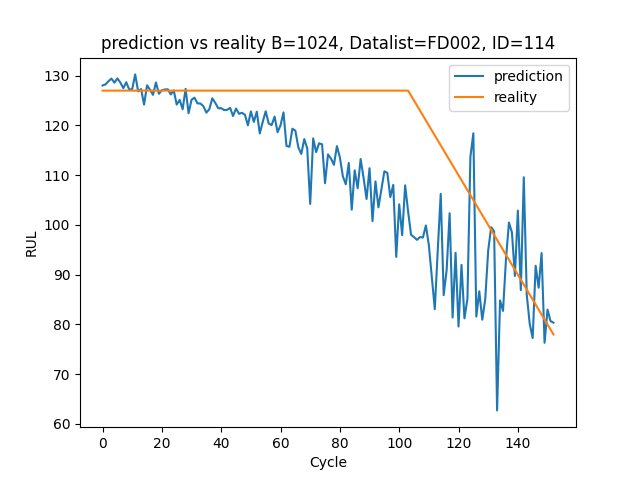 prediction vs reality B=1024, Datalist=FD002, ID=114
prediction
reality
RUL
130
120
110
100
90
80
70
60
0 20 40 60 80 100 120 140
Cycle